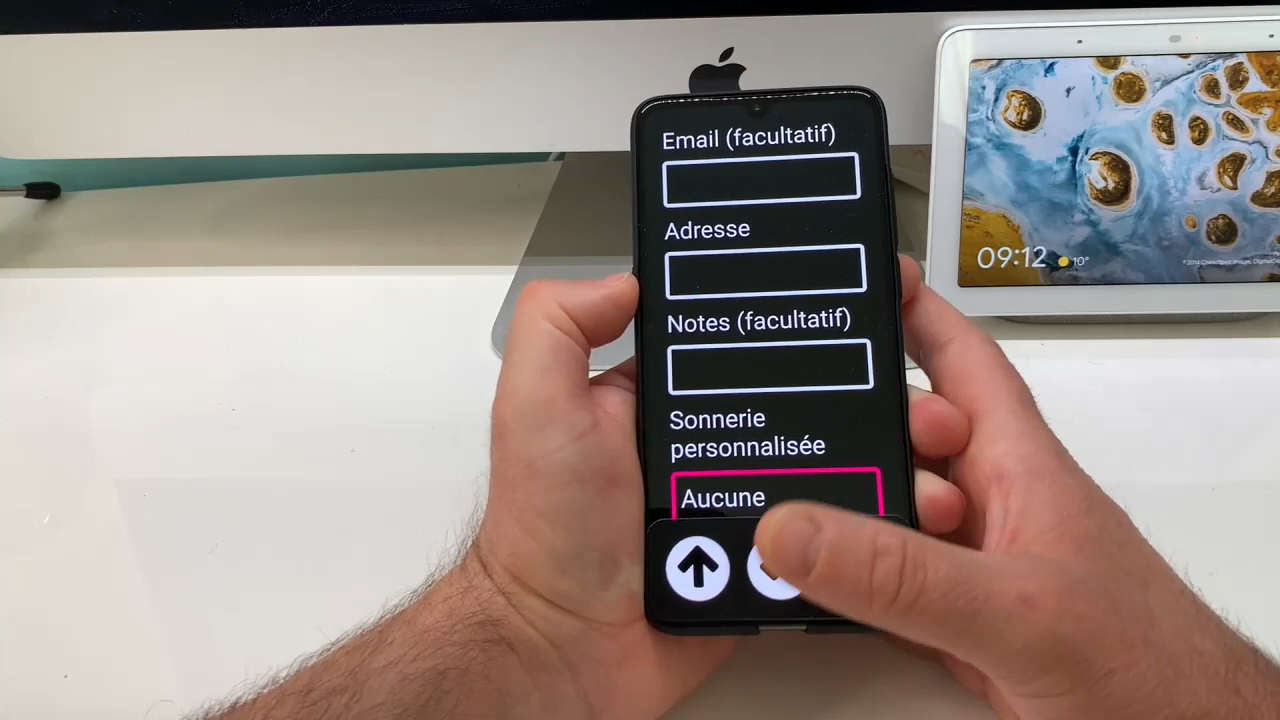 Email (facultatif)
Adresse
Notes (facultatif)
Sonnerie
personnalisée
Aucune
09:12
10°